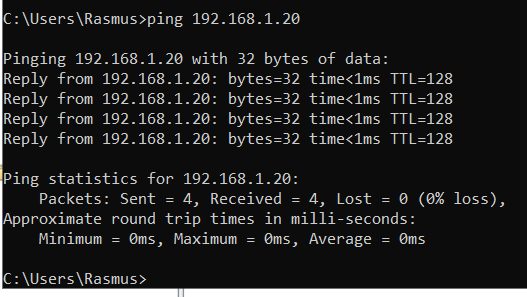 C:\Users\Rasmus>ping 192.168.1.20
Pinging 192.168.1.20 with 32 bytes of data:
Reply from 192.168.1.20: bytes=32 time<1ms TTL=128
Reply from 192.168.1.20: bytes=32 time<1ms TTL=128
Reply from 192.168.1.20: bytes=32 time<1ms TTL=128
Reply from 192.168.1.20: bytes=32 time<1ms TTL=128
Ping statistics for 192.168.1.20:
    Packets: Sent = 4, Received = 4, Lost = 0 (0% loss),
Approximate round trip times in milli-seconds:
    Minimum = 0ms, Maximum = 0ms, Average = 0ms
C:\Users\Rasmus>